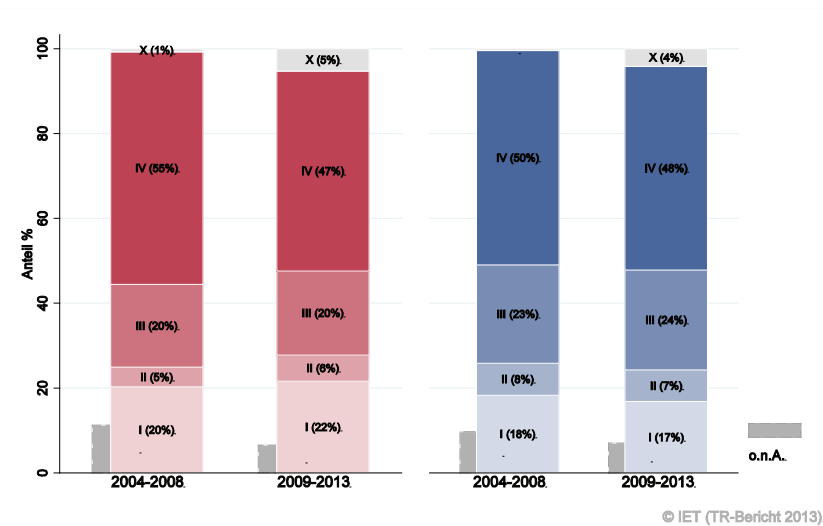 Anteil %
100
80
60
40
20
0
X (1%).
IV (55%).
III (20%).
II (5%).
I (20%).
2004-2008.
X (5%).
IV (47%).
III (20%).
II (6%).
I (22%).
2009-2013.
IV (50%).
III (23%).
II (8%).
I (18%).
2004-2008.
X (4%).
IV (48%).
III (24%).
II (7%).
I (17%).
2009-2013.
o.n.A..
© IET (TR-Bericht 2013)